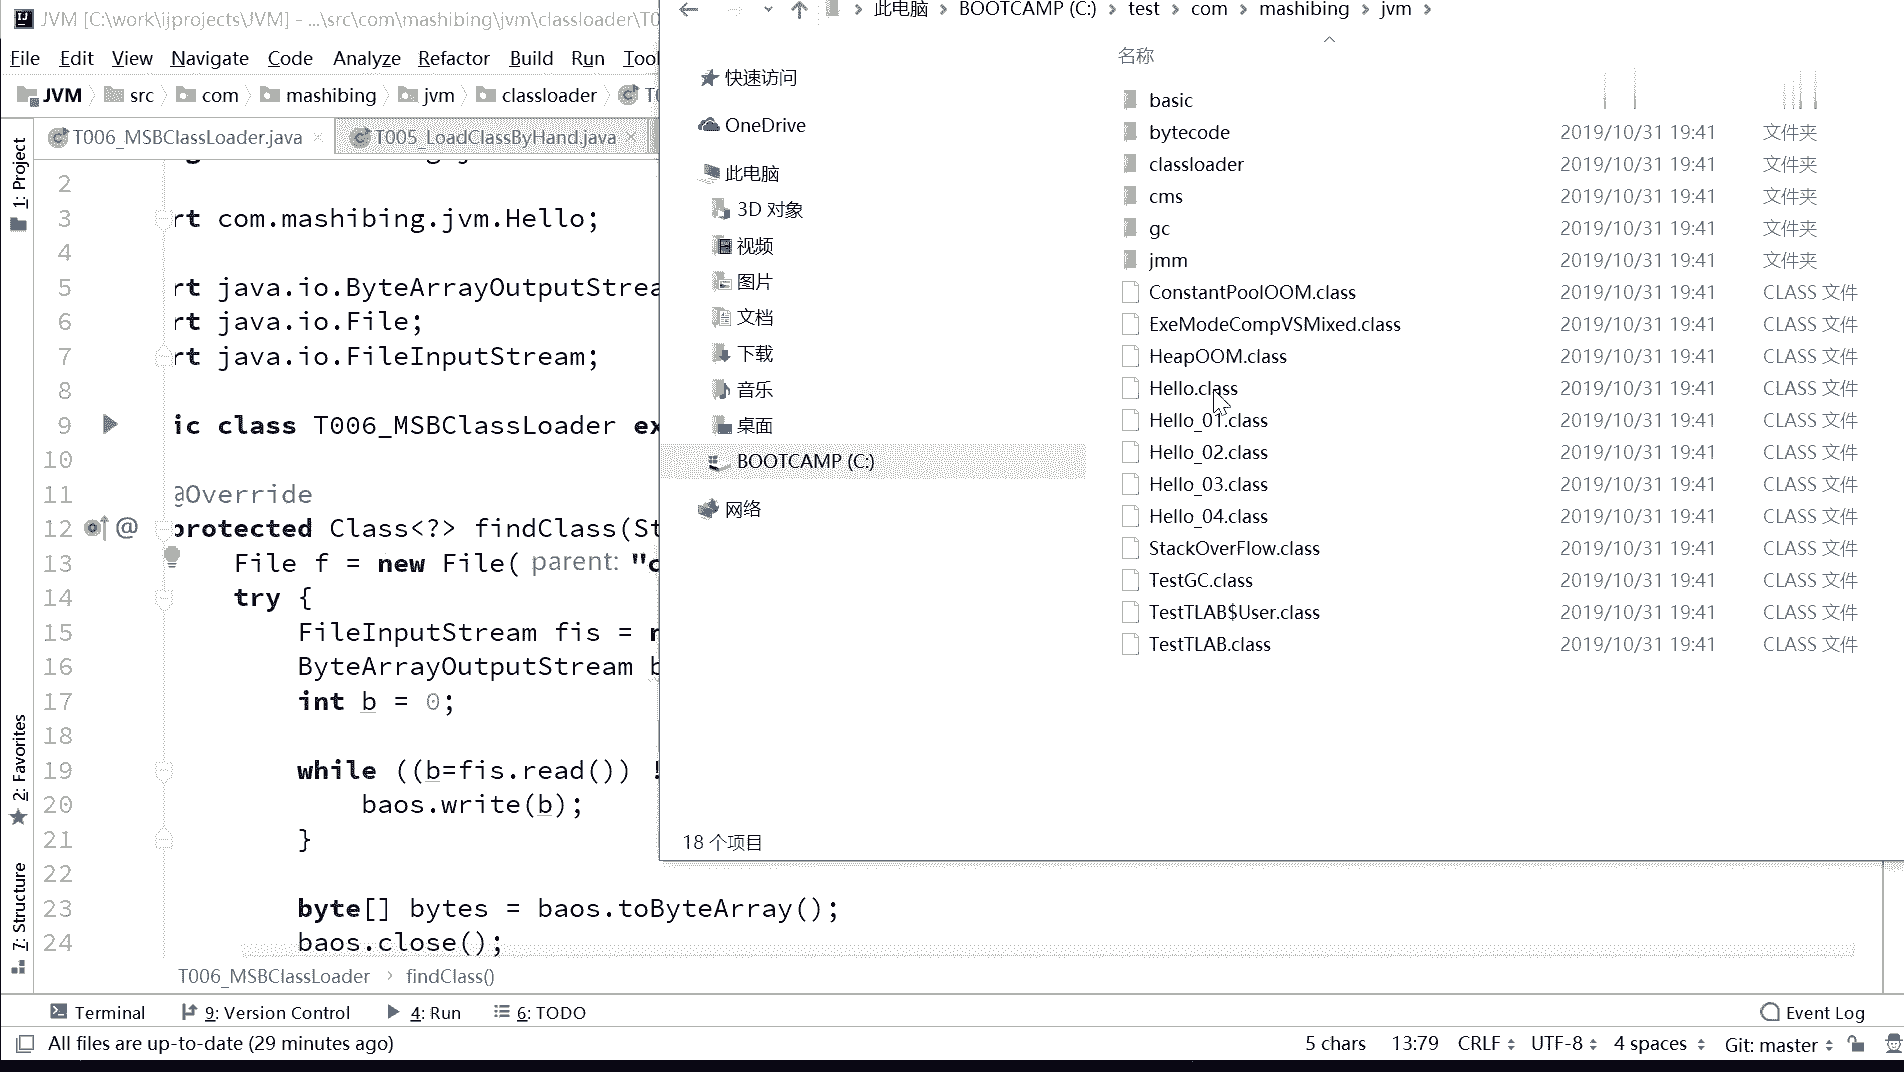 JVM [C:\work\ijprojects\JVM] - ...\src\com\mashibing\jvm\classloader\T0
File Edit View Navigate Code Analyze Refactor Build Run Tool
JVM src com mashibing jvm classloader T
T006_MSBClassLoader.java T005_LoadClassByHand.java
1: Project
2: Favorites
7: Structure
2
3 rt com.mashibing.jvm.Hello;
4
5 rt java.io.ByteArrayOutputStrea
6 rt java.io.File;
7 rt java.io.FileInputStream;
8
9 ic class T006_MSBClassLoader ex
10
11 @Override
12 @ protected Class<?> findClass(St
13 File f = new File( parent: "c
14 try {
15 FileInputStream fis = n
16 ByteArrayOutputStream b
17 int b = 0;
18
19 while ((b=fis.read()) !
20 baos.write(b);
21 }
22
23 byte[] bytes = baos.toByteArray();
24 baos.close();
T006_MSBClassLoader › findClass()
此电脑 › BOOTCAMP (C:) › test › com › mashibing › jvm ›
快速访问
OneDrive
此电脑
3D 对象
视频
图片
文档
下载
音乐
桌面
BOOTCAMP (C:)
网络
18 个项目
名称
basic
bytecode 2019/10/31 19:41 文件夹
classloader 2019/10/31 19:41 文件夹
cms 2019/10/31 19:41 文件夹
gc 2019/10/31 19:41 文件夹
jmm 2019/10/31 19:41 文件夹
ConstantPoolOOM.class 2019/10/31 19:41 CLASS 文件
ExeModeCompVSMixed.class 2019/10/31 19:41 CLASS 文件
HeapOOM.class 2019/10/31 19:41 CLASS 文件
Hello.class 2019/10/31 19:41 CLASS 文件
Hello_01.class 2019/10/31 19:41 CLASS 文件
Hello_02.class 2019/10/31 19:41 CLASS 文件
Hello_03.class 2019/10/31 19:41 CLASS 文件
Hello_04.class 2019/10/31 19:41 CLASS 文件
StackOverFlow.class 2019/10/31 19:41 CLASS 文件
TestGC.class 2019/10/31 19:41 CLASS 文件
TestTLAB$User.class 2019/10/31 19:41 CLASS 文件
TestTLAB.class 2019/10/31 19:41 CLASS 文件
Terminal 9: Version Control 4: Run 6: TODO Event Log
All files are up-to-date (29 minutes ago) 5 chars 13:79 CRLF UTF-8 4 spaces Git: master